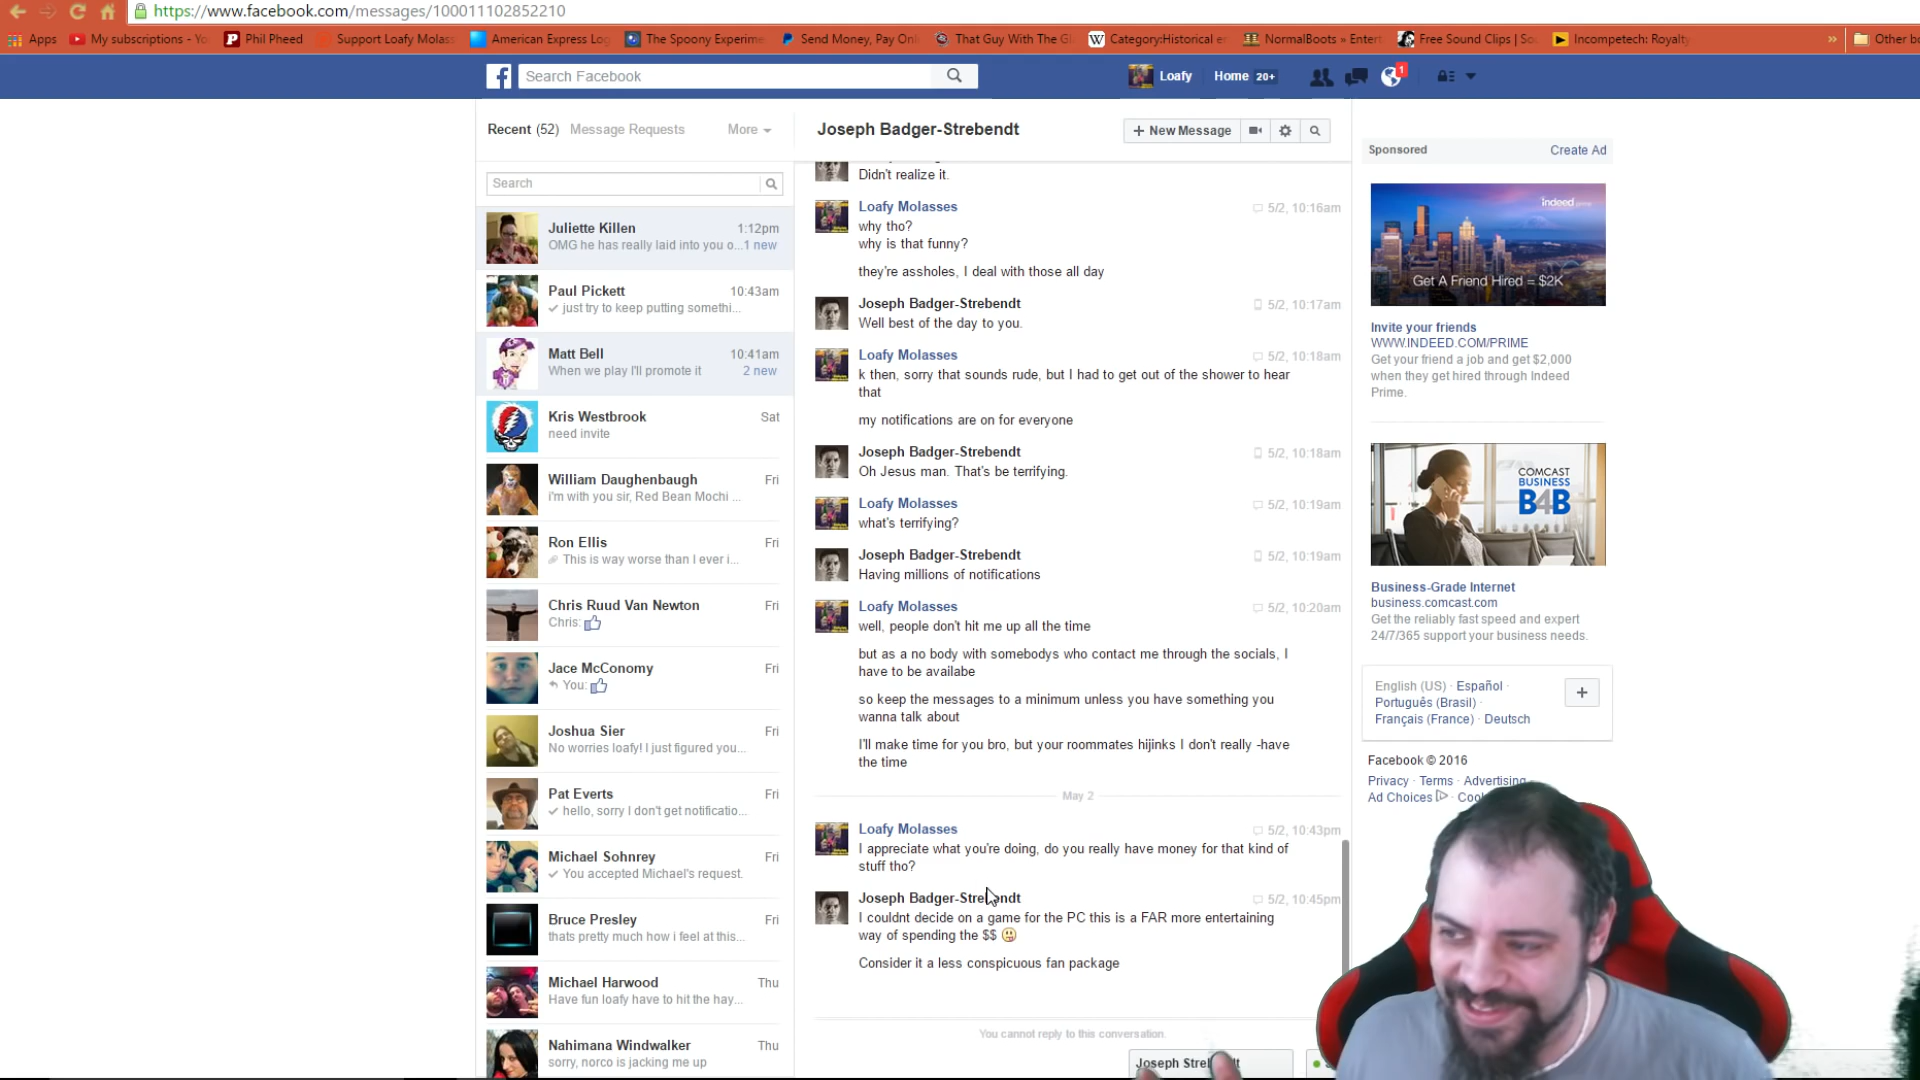 https://www.facebook.com/messages/100011102852210
Apps
My subscriptions - Yo
Phil Pheed
Support Loafy Molass
American Express Log
The Spoony Experime
Send Money, Pay Onl
That Guy With The Gl
Category:Historical e
NormalBoots » Entert
Free Sound Clips | So
Incompetech: Royalty
»
Other bo
Search Facebook
Loafy
Home 20+
1
Recent (52)
Message Requests
More
Joseph Badger-Strebendt
+ New Message
Search
Juliette Killen
1:12pm
OMG he has really laid into you o...
1 new
Paul Pickett
10:43am
just try to keep putting somethi...
Matt Bell
10:41am
When we play I'll promote it
2 new
Kris Westbrook
Sat
need invite
William Daughenbaugh
Fri
i'm with you sir, Red Bean Mochi ...
Ron Ellis
Fri
This is way worse than I ever i...
Chris Ruud Van Newton
Fri
Chris:
Jace McConomy
Fri
You:
Joshua Sier
Fri
No worries loafy! I just figured you...
Pat Everts
Fri
hello, sorry I don't get notificatio...
Michael Sohnrey
Fri
You accepted Michael's request.
Bruce Presley
Fri
thats pretty much how i feel at this...
Michael Harwood
Thu
Have fun loafy have to hit the hay...
Nahimana Windwalker
Thu
sorry, norco is jacking me up
Didn't realize it.
Loafy Molasses
5/2, 10:16am
why tho?
why is that funny?
they're assholes, I deal with those all day
Joseph Badger-Strebendt
5/2, 10:17am
Well best of the day to you.
Loafy Molasses
5/2, 10:18am
k then, sorry that sounds rude, but I had to get out of the shower to hear
that
my notifications are on for everyone
Joseph Badger-Strebendt
5/2, 10:18am
Oh Jesus man. That's be terrifying.
Loafy Molasses
5/2, 10:19am
what's terrifying?
Joseph Badger-Strebendt
5/2, 10:19am
Having millions of notifications
Loafy Molasses
5/2, 10:20am
well, people don't hit me up all the time
but as a no body with somebodys who contact me through the socials, I
have to be availabe
so keep the messages to a minimum unless you have something you
wanna talk about
I'll make time for you bro, but your roommates hijinks I don't really -have
the time
May 2
Loafy Molasses
5/2, 10:43pm
I appreciate what you're doing, do you really have money for that kind of
stuff tho?
Joseph Badger-Strebendt
5/2, 10:45pm
I couldnt decide on a game for the PC this is a FAR more entertaining
way of spending the $$
Consider it a less conspicuous fan package
You cannot reply to this conversation.
Joseph Stre
Sponsored
Create Ad
indeed
Get A Friend Hired = $2K
Invite your friends
WWW.INDEED.COM/PRIME
Get your friend a job and get $2,000
when they get hired through Indeed
Prime.
COMCAST
BUSINESS
B4B
Business-Grade Internet
business.comcast.com
Get the reliably fast speed and expert
24/7/365 support your business needs.
English (US) · Español ·
Português (Brasil) ·
Français (France) · Deutsch
+
Facebook © 2016
Privacy · Terms · Advertising
Ad Choices